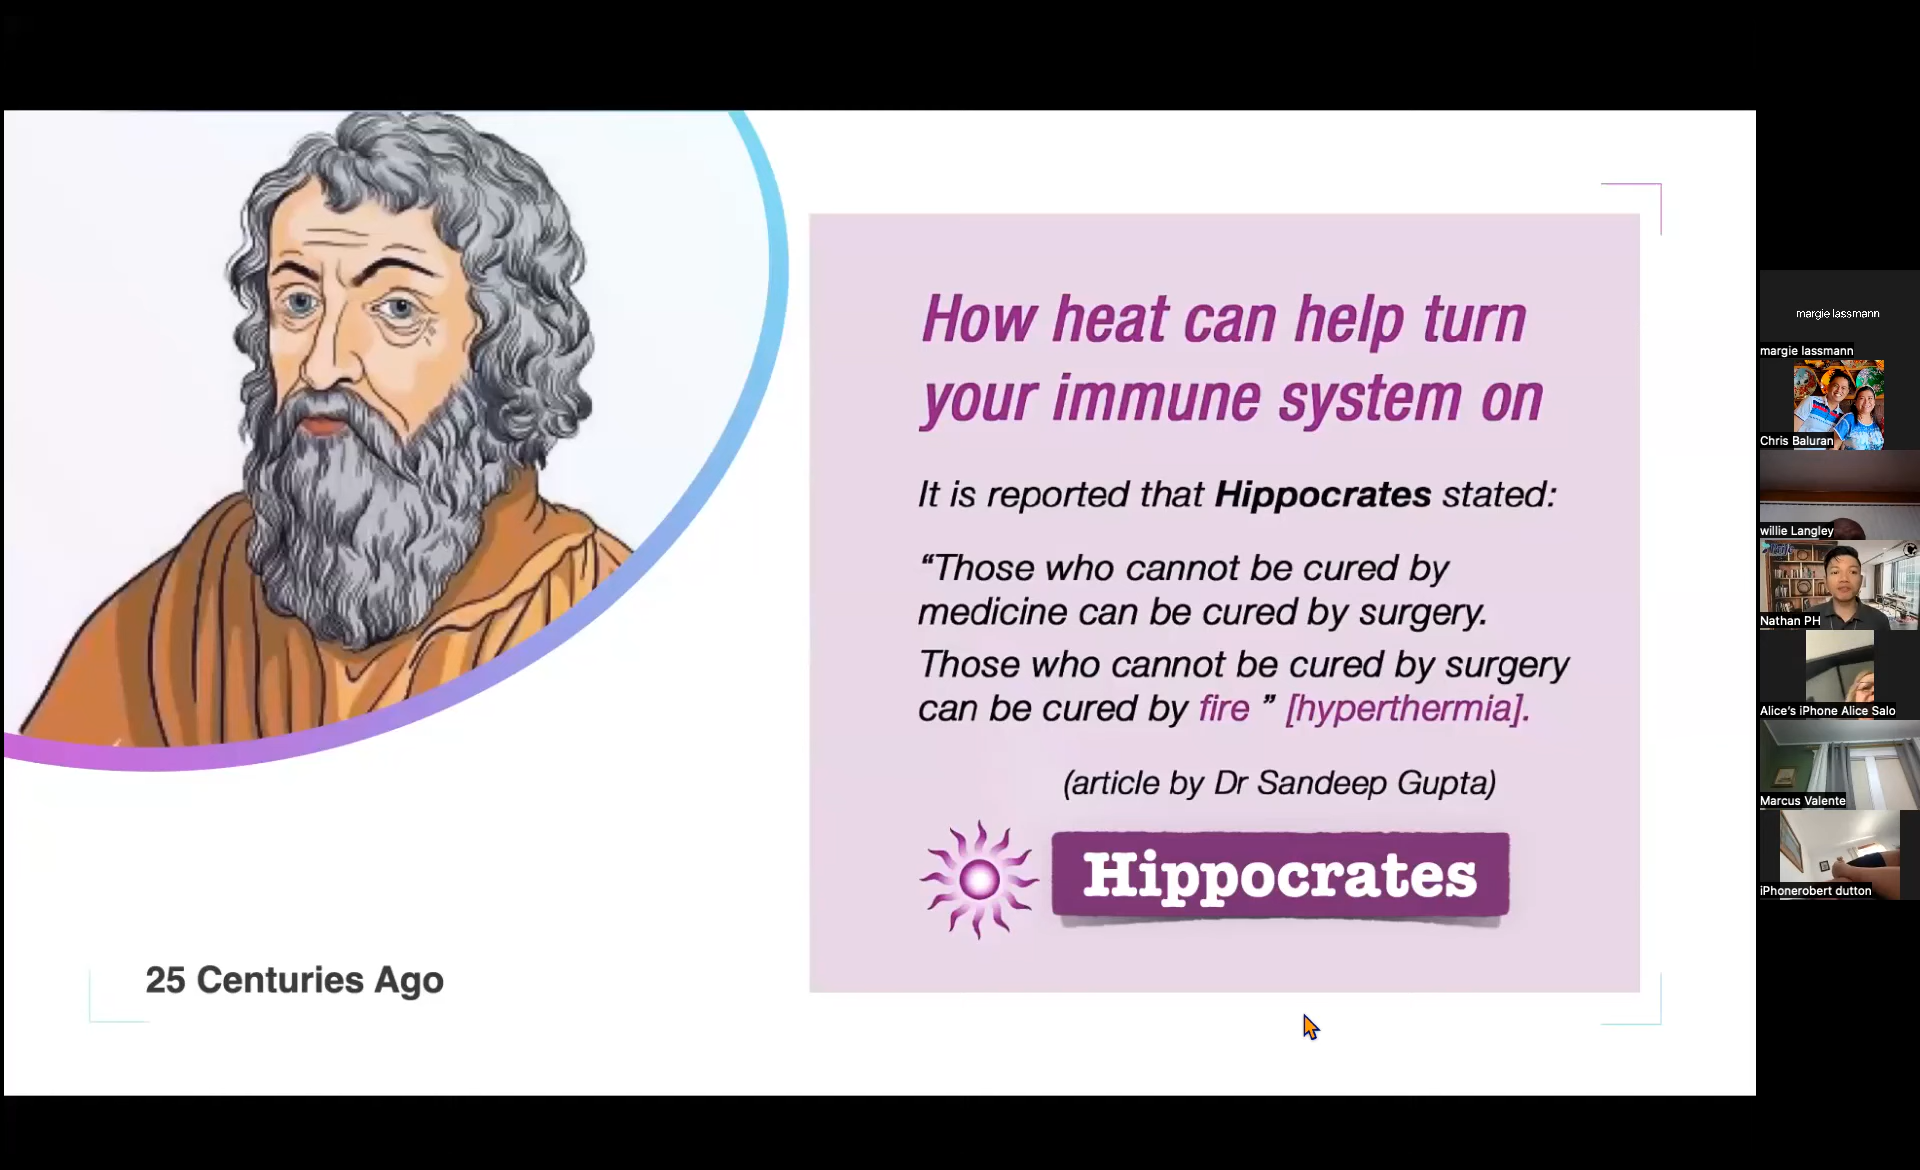 How heat can help turn
your immune system on
It is reported that Hippocrates stated:
“Those who cannot be cured by
medicine can be cured by surgery.
Those who cannot be cured by surgery
can be cured by fire ” [hyperthermia].
(article by Dr Sandeep Gupta)
Hippocrates
25 Centuries Ago
margie lassmann
margie lassmann
Chris Baluran
willie Langley
Nathan PH
Alice's iPhone Alice Salo
Marcus Valente
iPhonerobert dutton